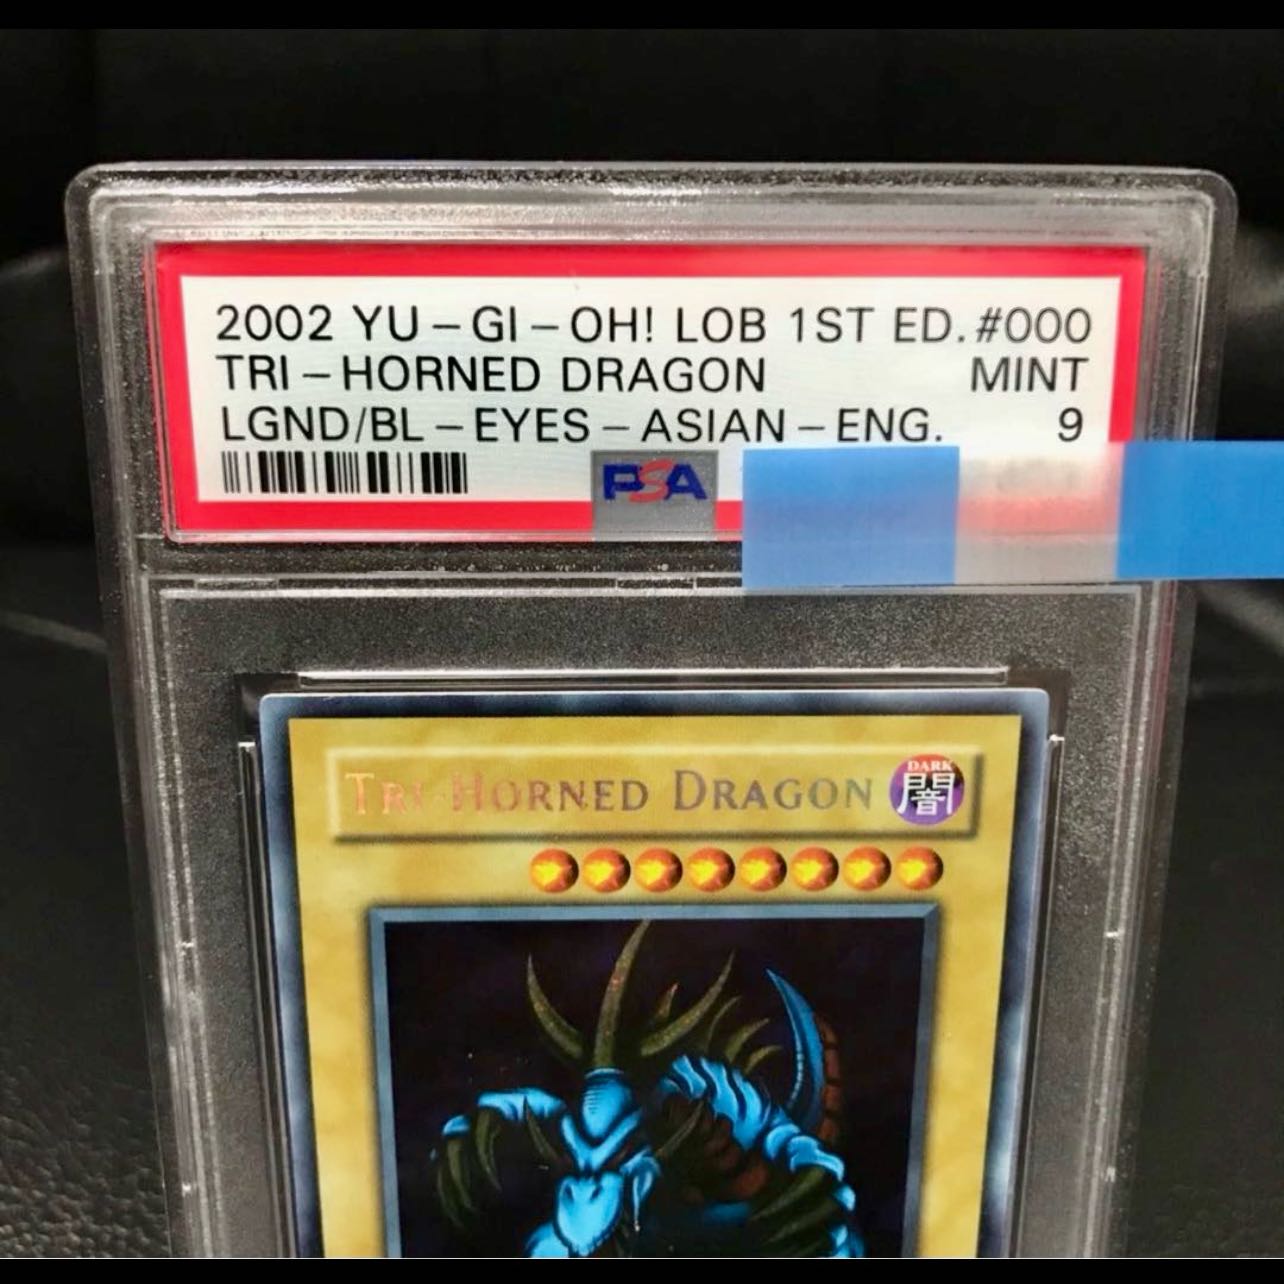 2002 YU-GI-OH! LOB 1ST ED. #000
TRI-HORNED DRAGON MINT
LGND/BL-EYES-ASIAN-ENG. 9
PSA
TRI-HORNED DRAGON
DARK
闇